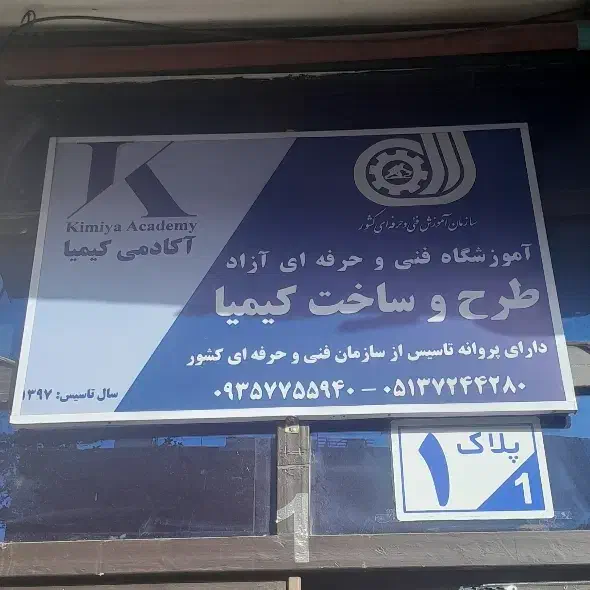 سازمان آموزش فنی و حرفه ای کشور
Kimiya Academy
آکادمی کیمیا
آموزشگاه فنی و حرفه ای آزاد
طرح و ساخت کیمیا
دارای پروانه تاسیس از سازمان فنی و حرفه ای کشور
۰۵۱۳۷۲۴۴۲۸۰ – ۰۹۳۵۷۷۵۵۹۴۰
سال تاسیس: ۱۳۹۷
پلاک
۱
1